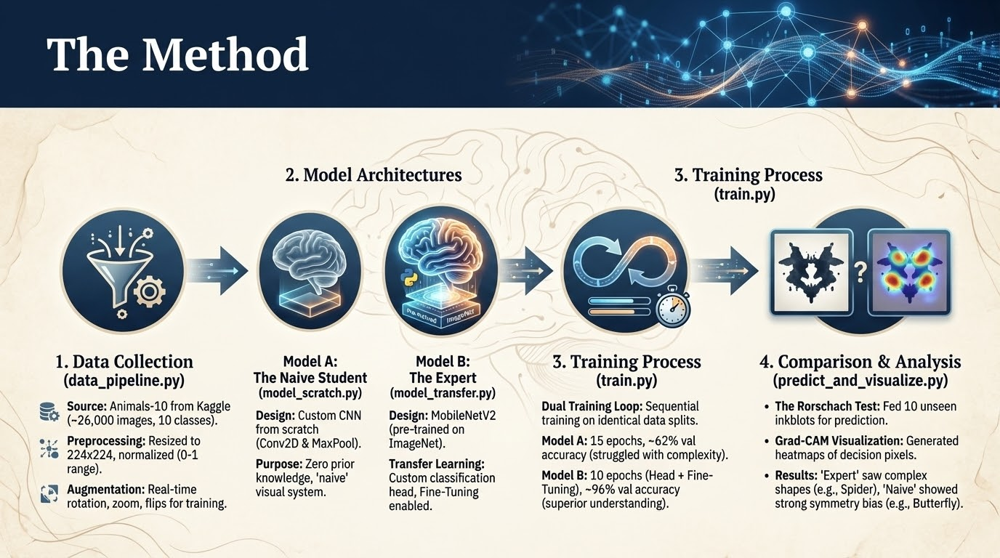 The Method
2. Model Architectures
3. Training Process
(train.py)
1. Data Collection
(data_pipeline.py)
Source: Animals-10 from Kaggle
(~26,000 images, 10 classes).
Preprocessing: Resized to
224x224, normalized (0-1
range).
Augmentation: Real-time
rotation, zoom, flips for training.
Model A:
The Naive Student
(model_scratch.py)
Design: Custom CNN
from scratch
(Conv2D & MaxPool).
Purpose: Zero prior
knowledge, 'naive'
visual system.
Model B:
The Expert
(model_transfer.py)
Design: MobileNetV2
(pre-trained on
ImageNet).
Transfer Learning:
Custom classification
head, Fine-Tuning
enabled.
3. Training Process
(train.py)
Dual Training Loop: Sequential
training on identical data splits.
Model A: 15 epochs, ~62% val
accuracy (struggled with complexity).
Model B: 10 epochs (Head + Fine-
Tuning), ~96% val accuracy
(superior understanding).
?
4. Comparison & Analysis
(predict_and_visualize.py)
• The Rorschach Test: Fed 10 unseen
inkblots for prediction.
• Grad-CAM Visualization: Generated
heatmaps of decision pixels.
• Results: 'Expert' saw complex
shapes (e.g., Spider), 'Naive' showed
strong symmetry bias (e.g., Butterfly).